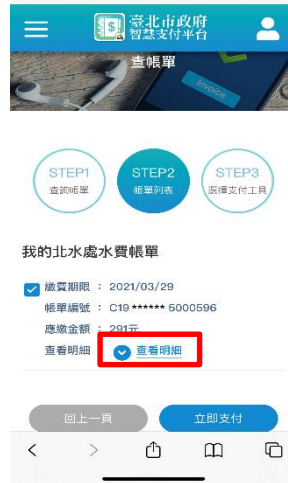 臺北市政府
智慧支付平台
查帳單
Invoice
STEP1
查詢帳單
STEP2
帳單列表
STEP3
選擇支付工具
我的北水處水費帳單
繳費期限 : 2021/03/29
帳單編號 : C19 ****** 5000596
應繳金額 : 291元
查看明細 查看明細
回上一頁
立即支付